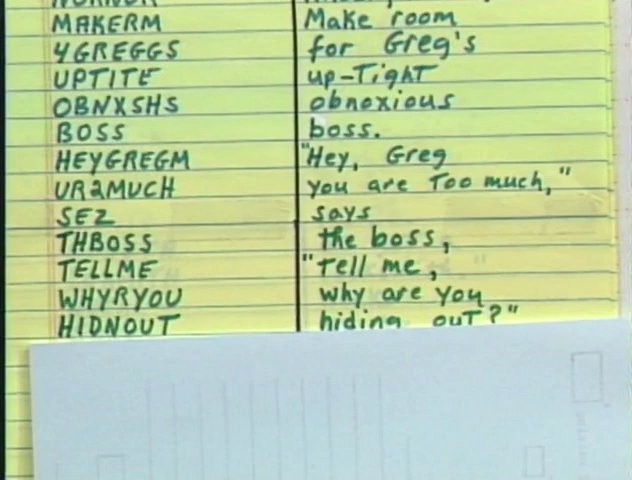 MAKERM Make room
4GREGGS for Greg's
UPTITE up-Tight
OBNXSHS obnoxious
BOSS boss.
HEYGREGM "Hey, Greg
UR2MUCH you are Too much,"
SEZ says
THBOSS the boss,
TELLME "Tell me,
WHYRYOU why are you
HIDNOUT hiding out?"